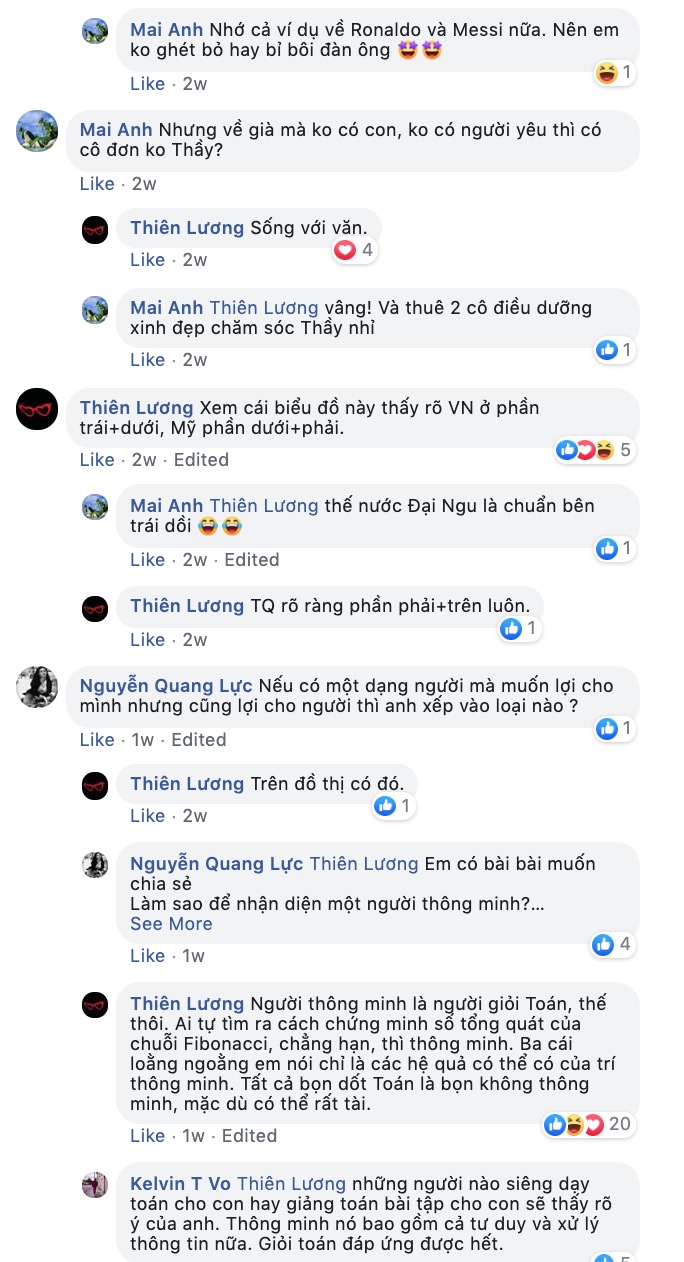 Mai Anh Nhớ cả ví dụ về Ronaldo và Messi nữa. Nên em
ko ghét bỏ hay bỉ bôi đàn ông 🤩 🤩
1
Like · 2w
Mai Anh Nhưng về già mà ko có con, ko có người yêu thì có
cô đơn ko Thầy?
Like · 2w
Thiên Lương Sống với văn.
4
Like · 2w
Mai Anh Thiên Lương vâng! Và thuê 2 cô điều dưỡng
xinh đẹp chăm sóc Thầy nhỉ
1
Like · 2w
Thiên Lương Xem cái biểu đồ này thấy rõ VN ở phần
trái+dưới, Mỹ phần dưới+phải.
5
Like · 2w · Edited
Mai Anh Thiên Lương thế nước Đại Ngu là chuẩn bên
trái dồi 😂 😂
1
Like · 2w · Edited
Thiên Lương TQ rõ ràng phần phải+trên luôn.
1
Like · 2w
Nguyễn Quang Lực Nếu có một dạng người mà muốn lợi cho
mình nhưng cũng lợi cho người thì anh xếp vào loại nào ?
1
Like · 1w · Edited
Thiên Lương Trên đồ thị có đó.
1
Like · 2w
Nguyễn Quang Lực Thiên Lương Em có bài bài muốn
chia sẻ
Làm sao để nhận diện một người thông minh?...
See More
4
Like · 1w
Thiên Lương Người thông minh là người giỏi Toán, thế
thôi. Ai tự tìm ra cách chứng minh số tổng quát của
chuỗi Fibonacci, chẳng hạn, thì thông minh. Ba cái
loằng ngoằng em nói chỉ là các hệ quả có thể có của trí
thông minh. Tất cả bọn dốt Toán là bọn không thông
minh, mặc dù có thể rất tài.
20
Like · 1w · Edited
Kelvin T Vo Thiên Lương những người nào siêng dạy
toán cho con hay giảng toán bài tập cho con sẽ thấy rõ
ý của anh. Thông minh nó bao gồm cả tư duy và xử lý
thông tin nữa. Giỏi toán đáp ứng được hết.